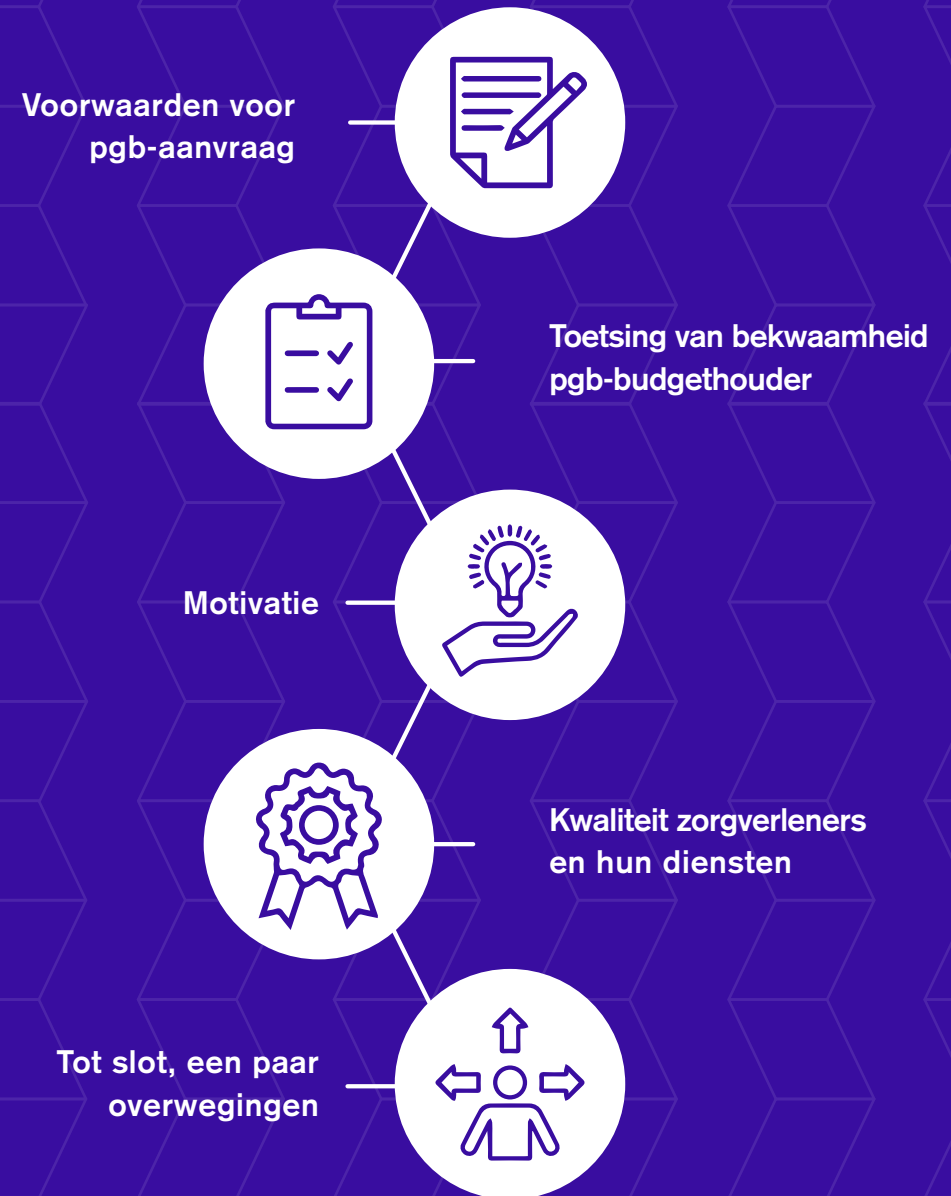 Voorwaarden voor
pgb-aanvraag
Toetsing van bekwaamheid
pgb-budgethouder
Motivatie
Kwaliteit zorgverleners
en hun diensten
Tot slot, een paar
overwegingen